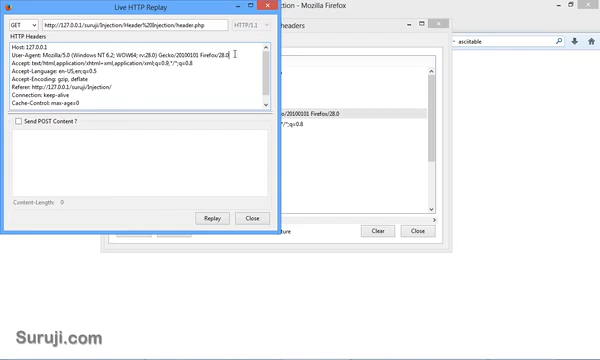 Live HTTP Replay
GET http://127.0.0.1/suruji/Injection/Header%20Injection/header.php HTTP/1.1
HTTP Headers
Host: 127.0.0.1
User-Agent: Mozilla/5.0 (Windows NT 6.2; WOW64; rv:28.0) Gecko/20100101 Firefox/28.0
Accept: text/html,application/xhtml+xml,application/xml;q=0.9,*/*;q=0.8
Accept-Language: en-US,en;q=0.5
Accept-Encoding: gzip, deflate
Referer: http://127.0.0.1/suruji/Injection/
Connection: keep-alive
Cache-Control: max-age=0
Send POST Content ?
Content-Length: 0
Replay Close
ction - Mozilla Firefox
headers
asciitable
o/20100101 Firefox/28.0
*/*;q=0.8
ture Clear Close
Suruji.com